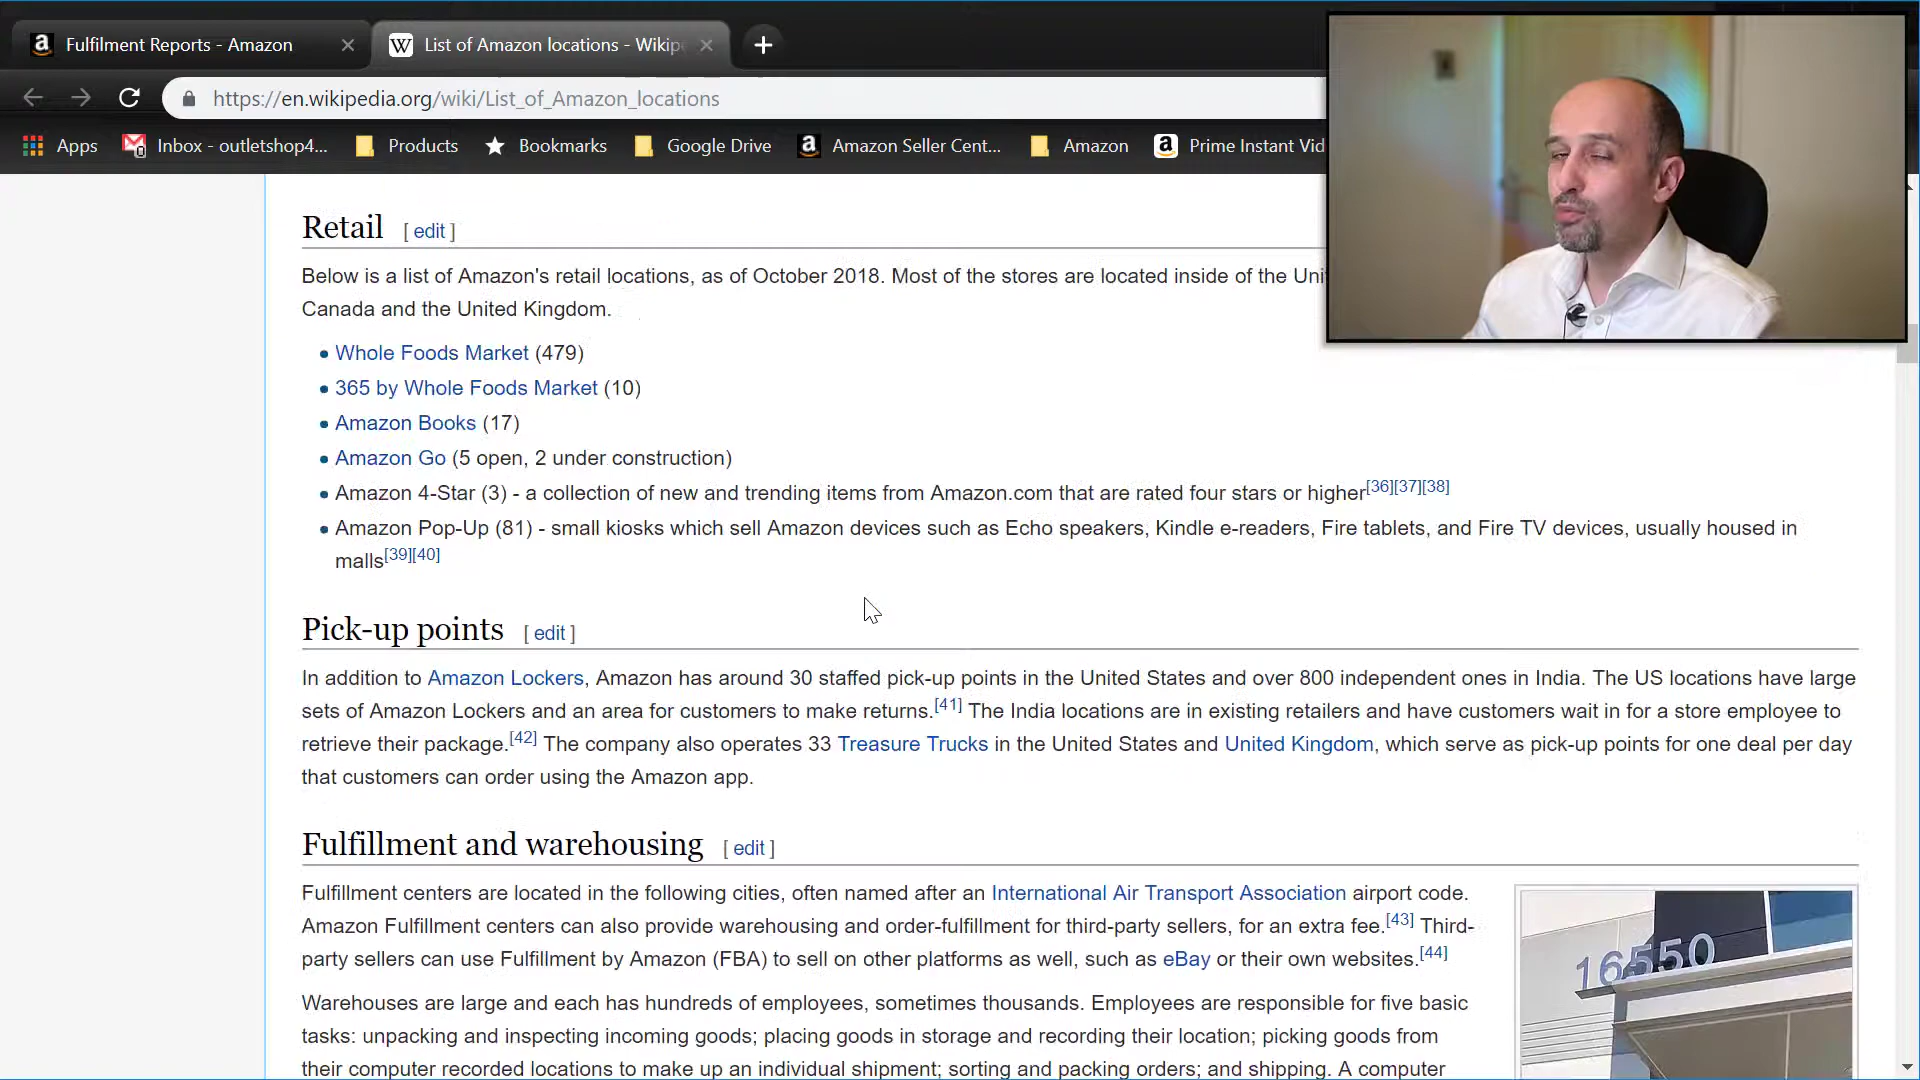 Fulfilment Reports - Amazon
List of Amazon locations - Wikip
https://en.wikipedia.org/wiki/List_of_Amazon_locations
Apps
Inbox - outletshop4...
Products
Bookmarks
Google Drive
Amazon Seller Cent...
Amazon
Prime Instant Vid
Retail [ edit ]
Below is a list of Amazon's retail locations, as of October 2018. Most of the stores are located inside of the Uni
Canada and the United Kingdom.
Whole Foods Market (479)
365 by Whole Foods Market (10)
Amazon Books (17)
Amazon Go (5 open, 2 under construction)
Amazon 4-Star (3) - a collection of new and trending items from Amazon.com that are rated four stars or higher[36][37][38]
Amazon Pop-Up (81) - small kiosks which sell Amazon devices such as Echo speakers, Kindle e-readers, Fire tablets, and Fire TV devices, usually housed in
malls[39][40]
Pick-up points [ edit ]
In addition to Amazon Lockers, Amazon has around 30 staffed pick-up points in the United States and over 800 independent ones in India. The US locations have large
sets of Amazon Lockers and an area for customers to make returns.[41] The India locations are in existing retailers and have customers wait in for a store employee to
retrieve their package.[42] The company also operates 33 Treasure Trucks in the United States and United Kingdom, which serve as pick-up points for one deal per day
that customers can order using the Amazon app.
Fulfillment and warehousing [ edit ]
Fulfillment centers are located in the following cities, often named after an International Air Transport Association airport code.
Amazon Fulfillment centers can also provide warehousing and order-fulfillment for third-party sellers, for an extra fee.[43] Third-
party sellers can use Fulfillment by Amazon (FBA) to sell on other platforms as well, such as eBay or their own websites.[44]
Warehouses are large and each has hundreds of employees, sometimes thousands. Employees are responsible for five basic
tasks: unpacking and inspecting incoming goods; placing goods in storage and recording their location; picking goods from
their computer recorded locations to make up an individual shipment; sorting and packing orders; and shipping. A computer
16550